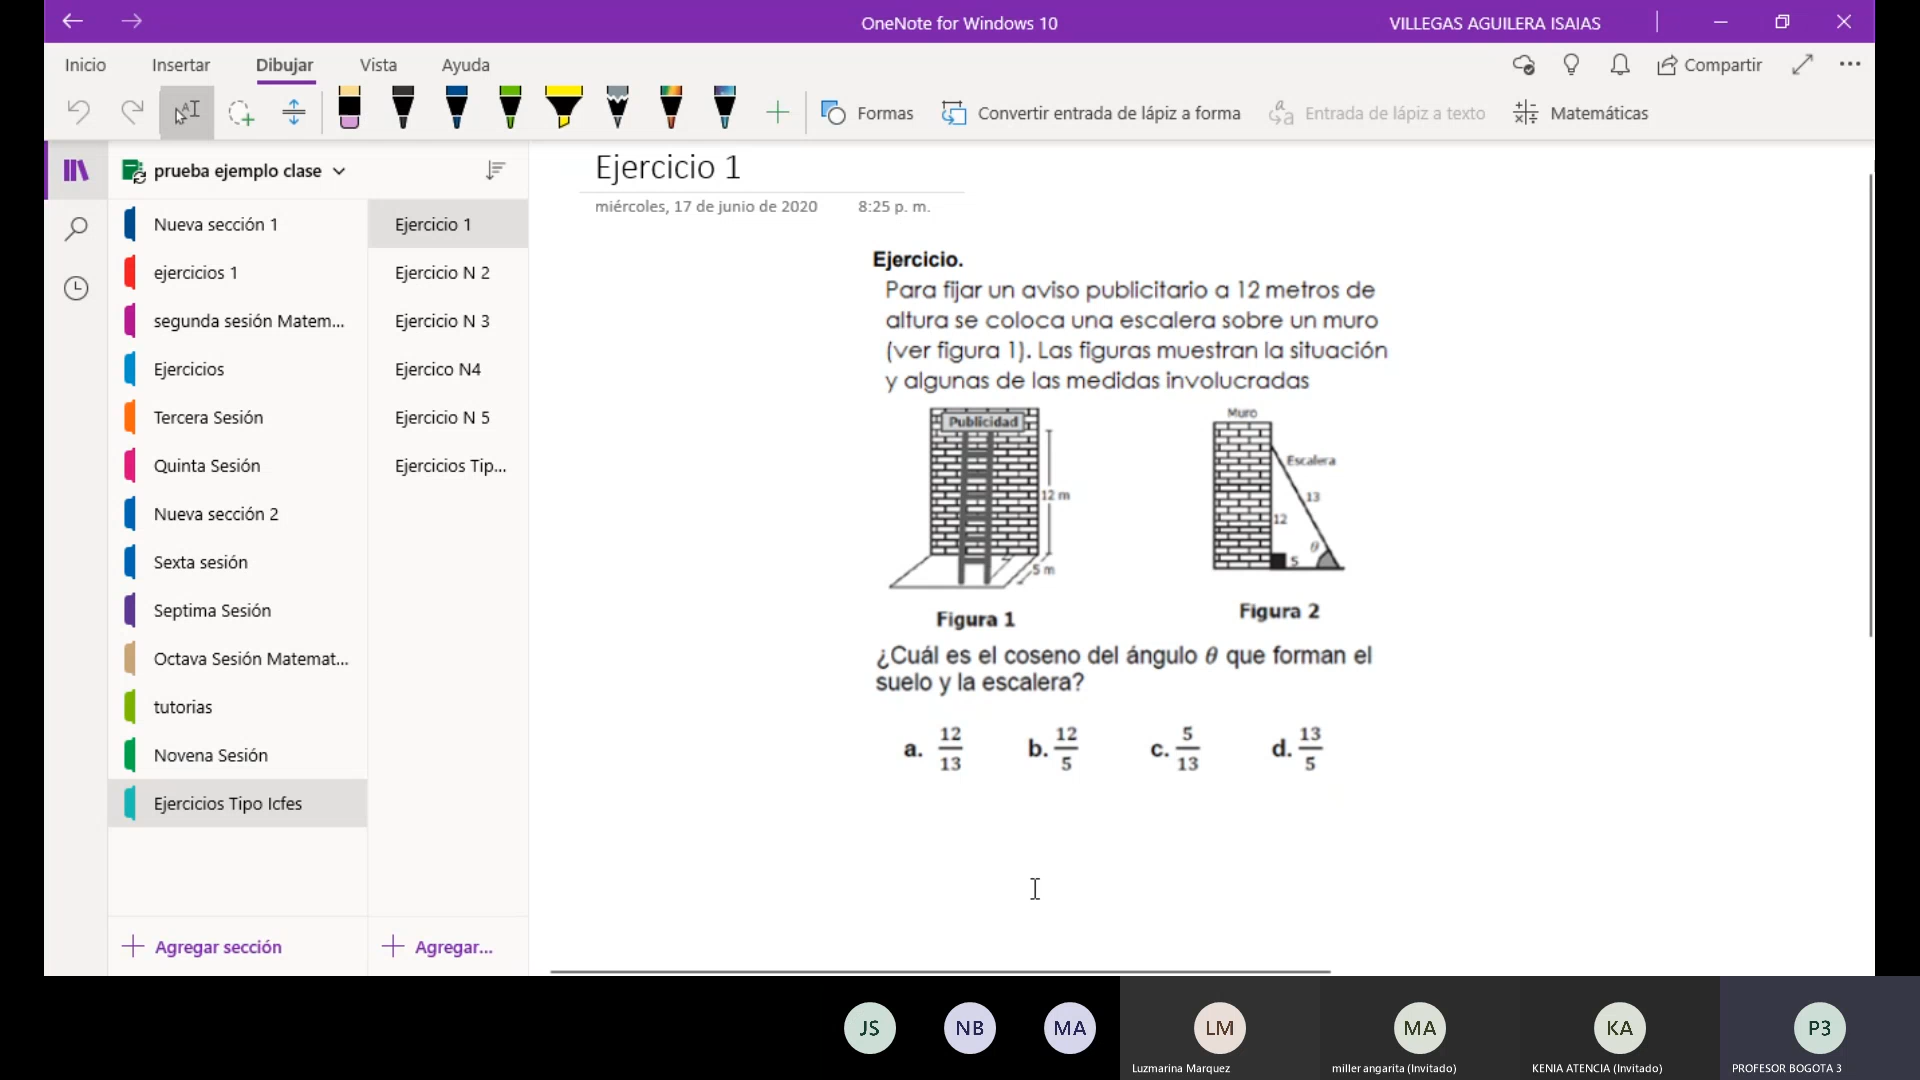 OneNote for Windows 10
VILLEGAS AGUILERA ISAIAS
Inicio
Insertar
Dibujar
Vista
Ayuda
Compartir
Formas
Convertir entrada de lápiz a forma
Entrada de lápiz a texto
Matemáticas
prueba ejemplo clase
Nueva sección 1
ejercicios 1
segunda sesión Matem...
Ejercicios
Tercera Sesión
Quinta Sesión
Nueva sección 2
Sexta sesión
Septima Sesión
Octava Sesión Matemat...
tutorias
Novena Sesión
Ejercicios Tipo Icfes
Agregar sección
Ejercicio 1
Ejercicio N 2
Ejercicio N 3
Ejercico N4
Ejercicio N 5
Ejercicios Tip...
Agregar...
Ejercicio 1
miércoles, 17 de junio de 2020 8:25 p. m.
Ejercicio.
Para fijar un aviso publicitario a 12 metros de
altura se coloca una escalera sobre un muro
(ver figura 1). Las figuras muestran la situación
y algunas de las medidas involucradas
Publicidad
12 m
5 m
Figura 1
Muro
Escalera
13
12
θ
5
Figura 2
¿Cuál es el coseno del ángulo θ que forman el
suelo y la escalera?
a. 12/13 b. 12/5 c. 5/13 d. 13/5
JS
NB
MA
LM
Luzmarina Marquez
MA
miller angarita (Invitado)
KA
KENIA ATENCIA (Invitado)
P3
PROFESOR BOGOTA 3